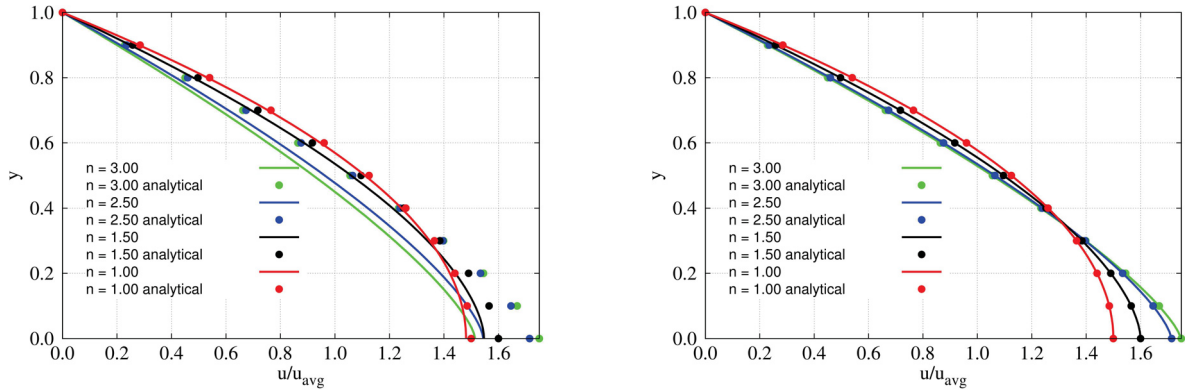 1.0
0.8
0.6
0.4
0.2
0.0
y
n = 3.00
n = 3.00 analytical
n = 2.50
n = 2.50 analytical
n = 1.50
n = 1.50 analytical
n = 1.00
n = 1.00 analytical
0.0 0.2 0.4 0.6 0.8 1.0 1.2 1.4 1.6
u/u_avg
1.0
0.8
0.6
0.4
0.2
0.0
y
n = 3.00
n = 3.00 analytical
n = 2.50
n = 2.50 analytical
n = 1.50
n = 1.50 analytical
n = 1.00
n = 1.00 analytical
0.0 0.2 0.4 0.6 0.8 1.0 1.2 1.4 1.6
u/u_avg